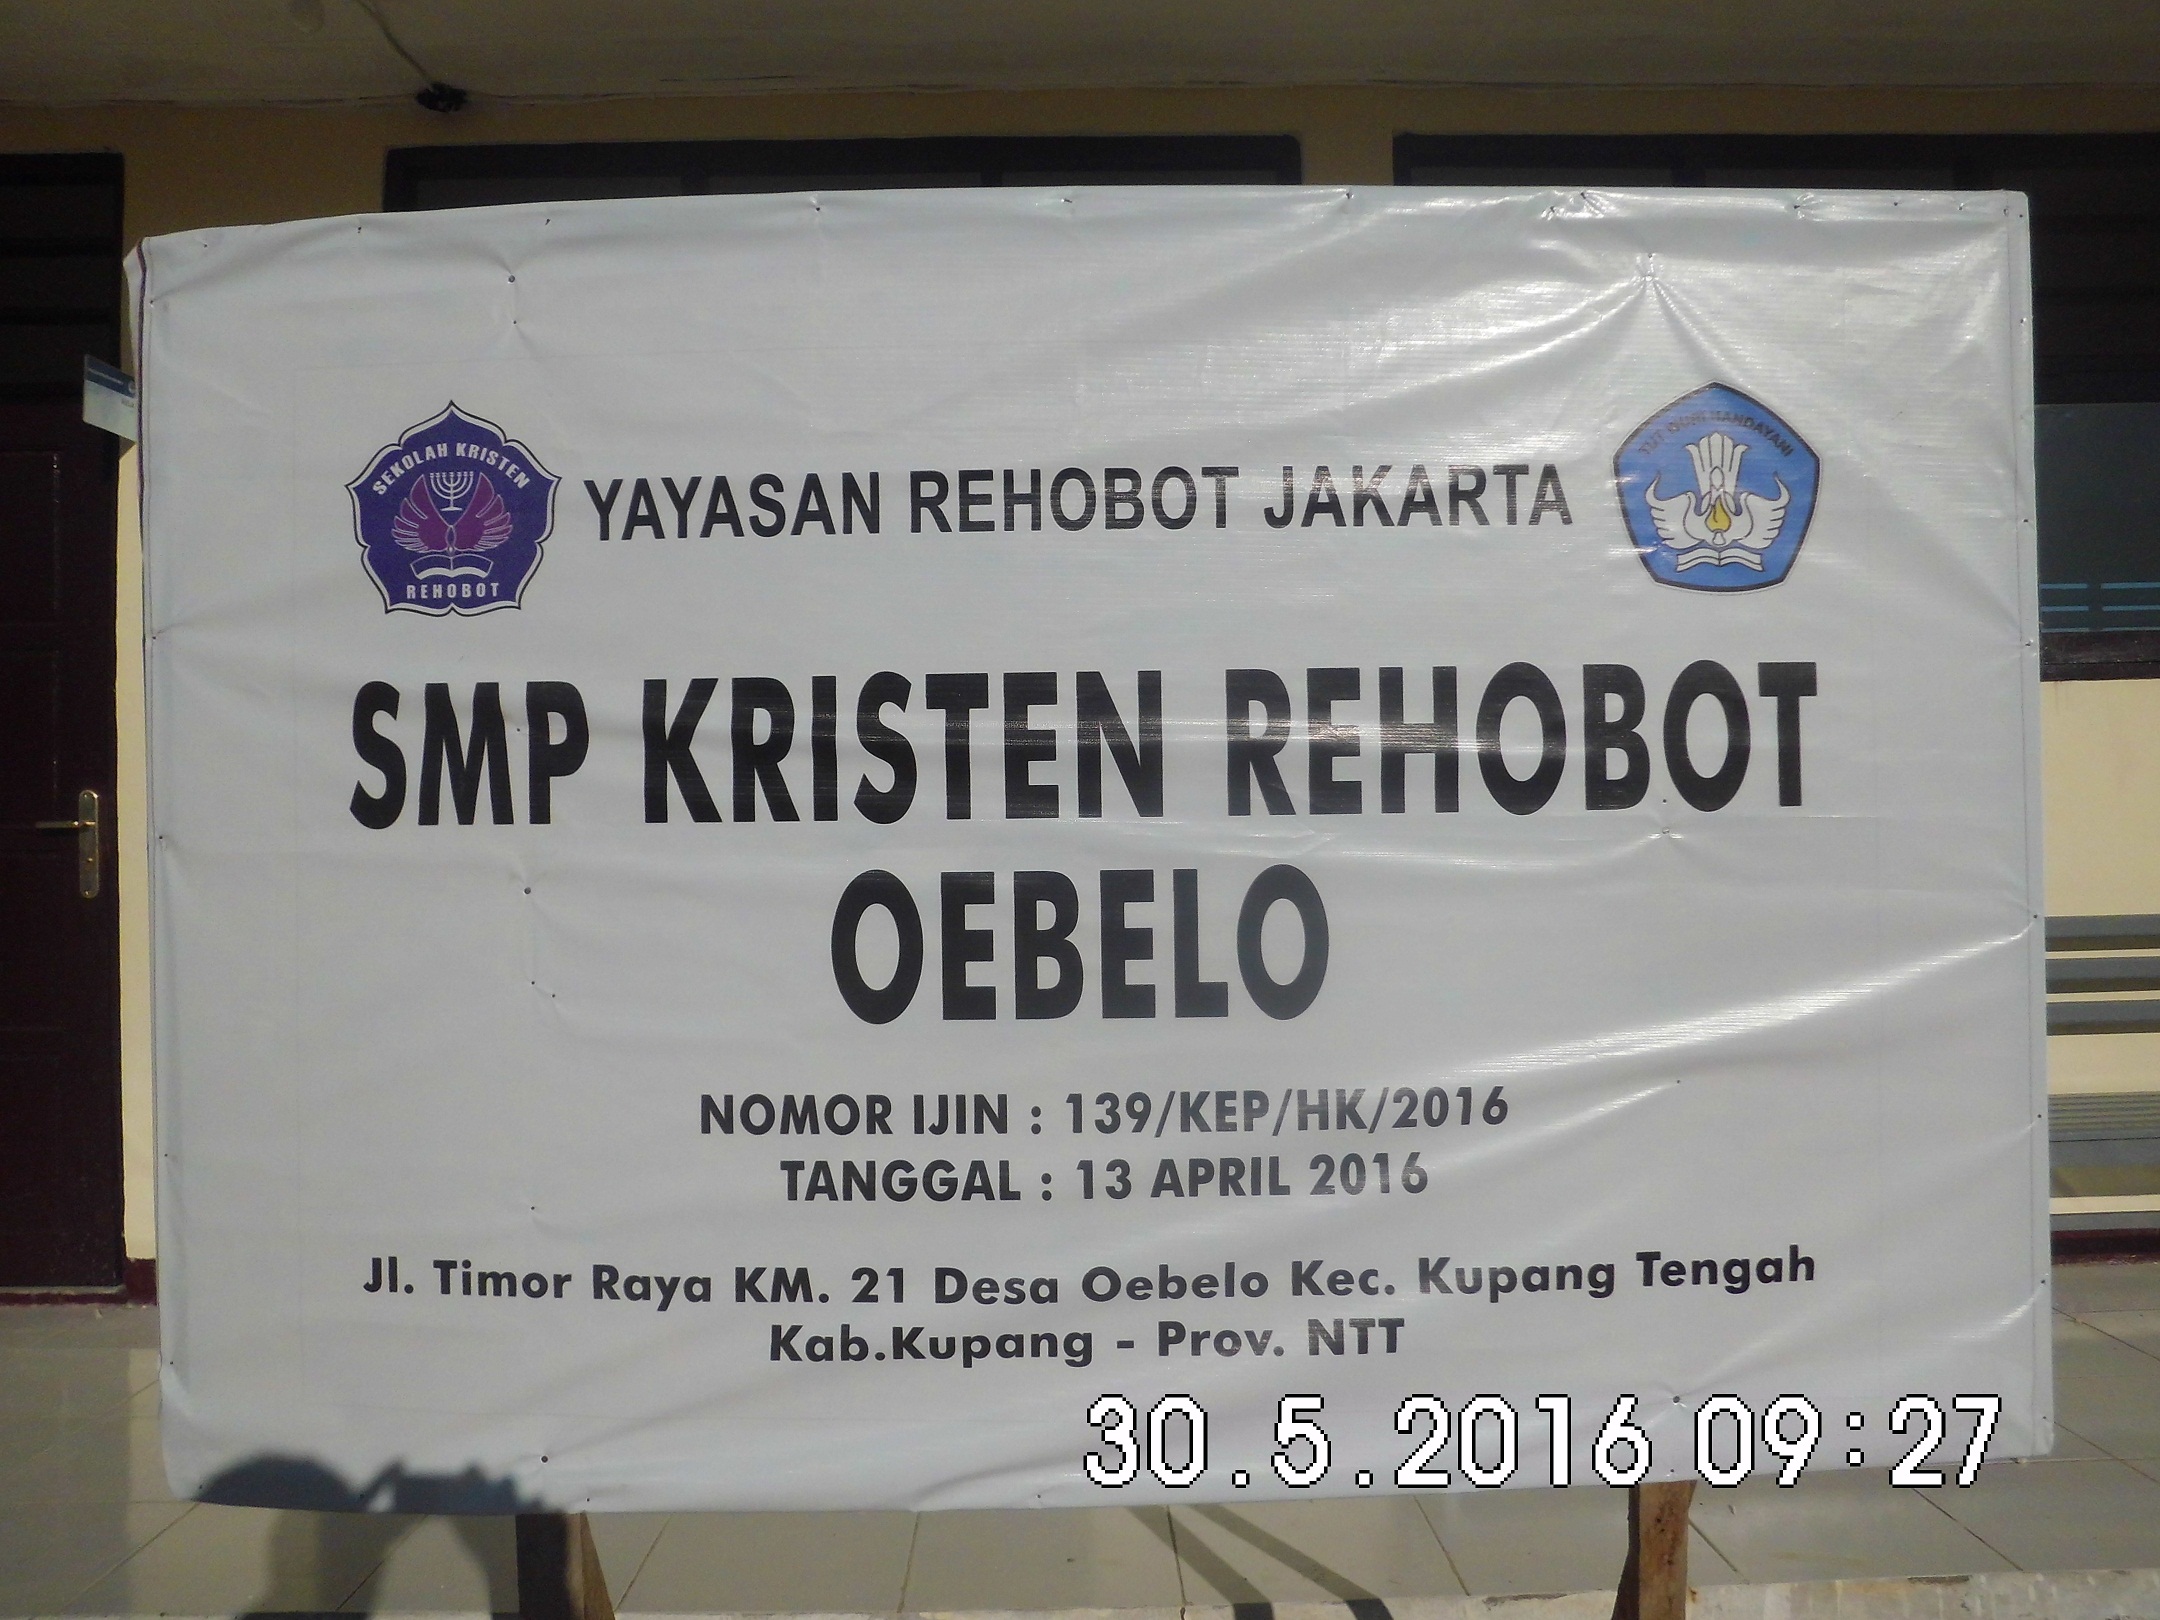 SEKOLAH KRISTEN
REHOBOT
YAYASAN REHOBOT JAKARTA
TUT WURI HANDAYANI
SMP KRISTEN REHOBOT
OEBELO
NOMOR IJIN : 139/KEP/HK/2016
TANGGAL : 13 APRIL 2016
Jl. Timor Raya KM. 21 Desa Oebelo Kec. Kupang Tengah
Kab.Kupang - Prov. NTT
30.5.2016 09:27